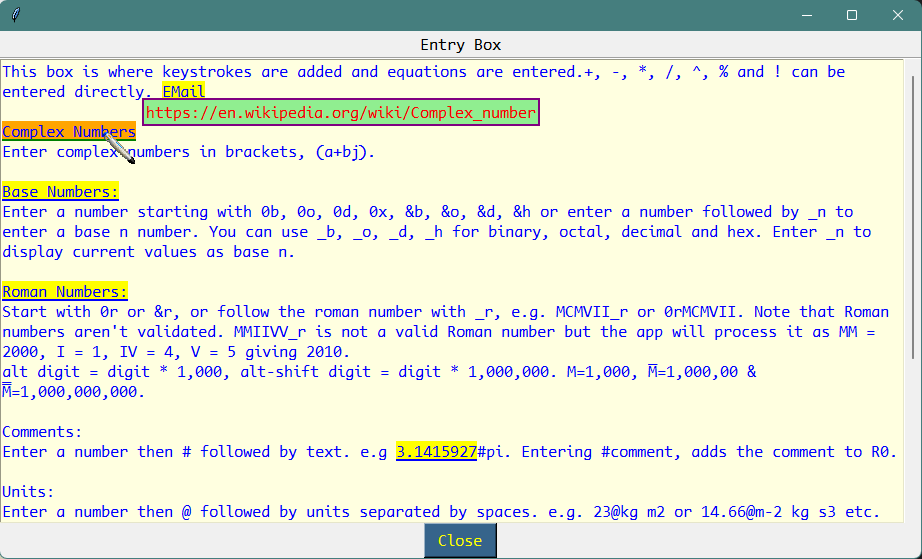 Entry Box
This box is where keystrokes are added and equations are entered.+, -, *, /, ^, % and ! can be
entered directly. EMail
https://en.wikipedia.org/wiki/Complex_number
Complex Numbers
Enter complex numbers in brackets, (a+bj).
Base Numbers:
Enter a number starting with 0b, 0o, 0d, 0x, &b, &o, &d, &h or enter a number followed by _n to
enter a base n number. You can use _b, _o, _d, _h for binary, octal, decimal and hex. Enter _n to
display current values as base n.
Roman Numbers:
Start with 0r or &r, or follow the roman number with _r, e.g. MCMVII_r or 0rMCMVII. Note that Roman
numbers aren't validated. MMIIVV_r is not a valid Roman number but the app will process it as MM =
2000, I = 1, IV = 4, V = 5 giving 2010.
alt digit = digit * 1,000, alt-shift digit = digit * 1,000,000. M=1,000, M̅=1,000,00 &
M̿=1,000,000,000.
Comments:
Enter a number then # followed by text. e.g 3.1415927#pi. Entering #comment, adds the comment to R0.
Units:
Enter a number then @ followed by units separated by spaces. e.g. 23@kg m2 or 14.66@m-2 kg s3 etc.
Close